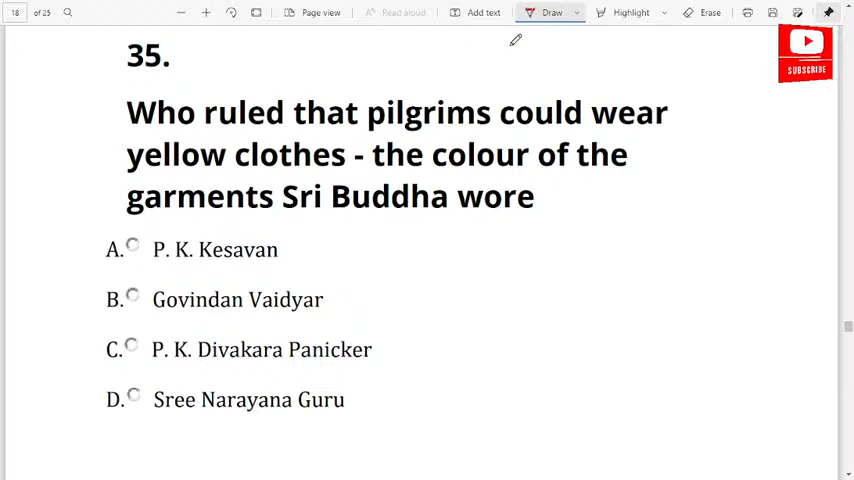 18 of 25 Page view Read aloud Add text Draw Highlight Erase
SUBSCRIBE
35.
Who ruled that pilgrims could wear
yellow clothes - the colour of the
garments Sri Buddha wore
A. P. K. Kesavan
B. Govindan Vaidyar
C. P. K. Divakara Panicker
D. Sree Narayana Guru